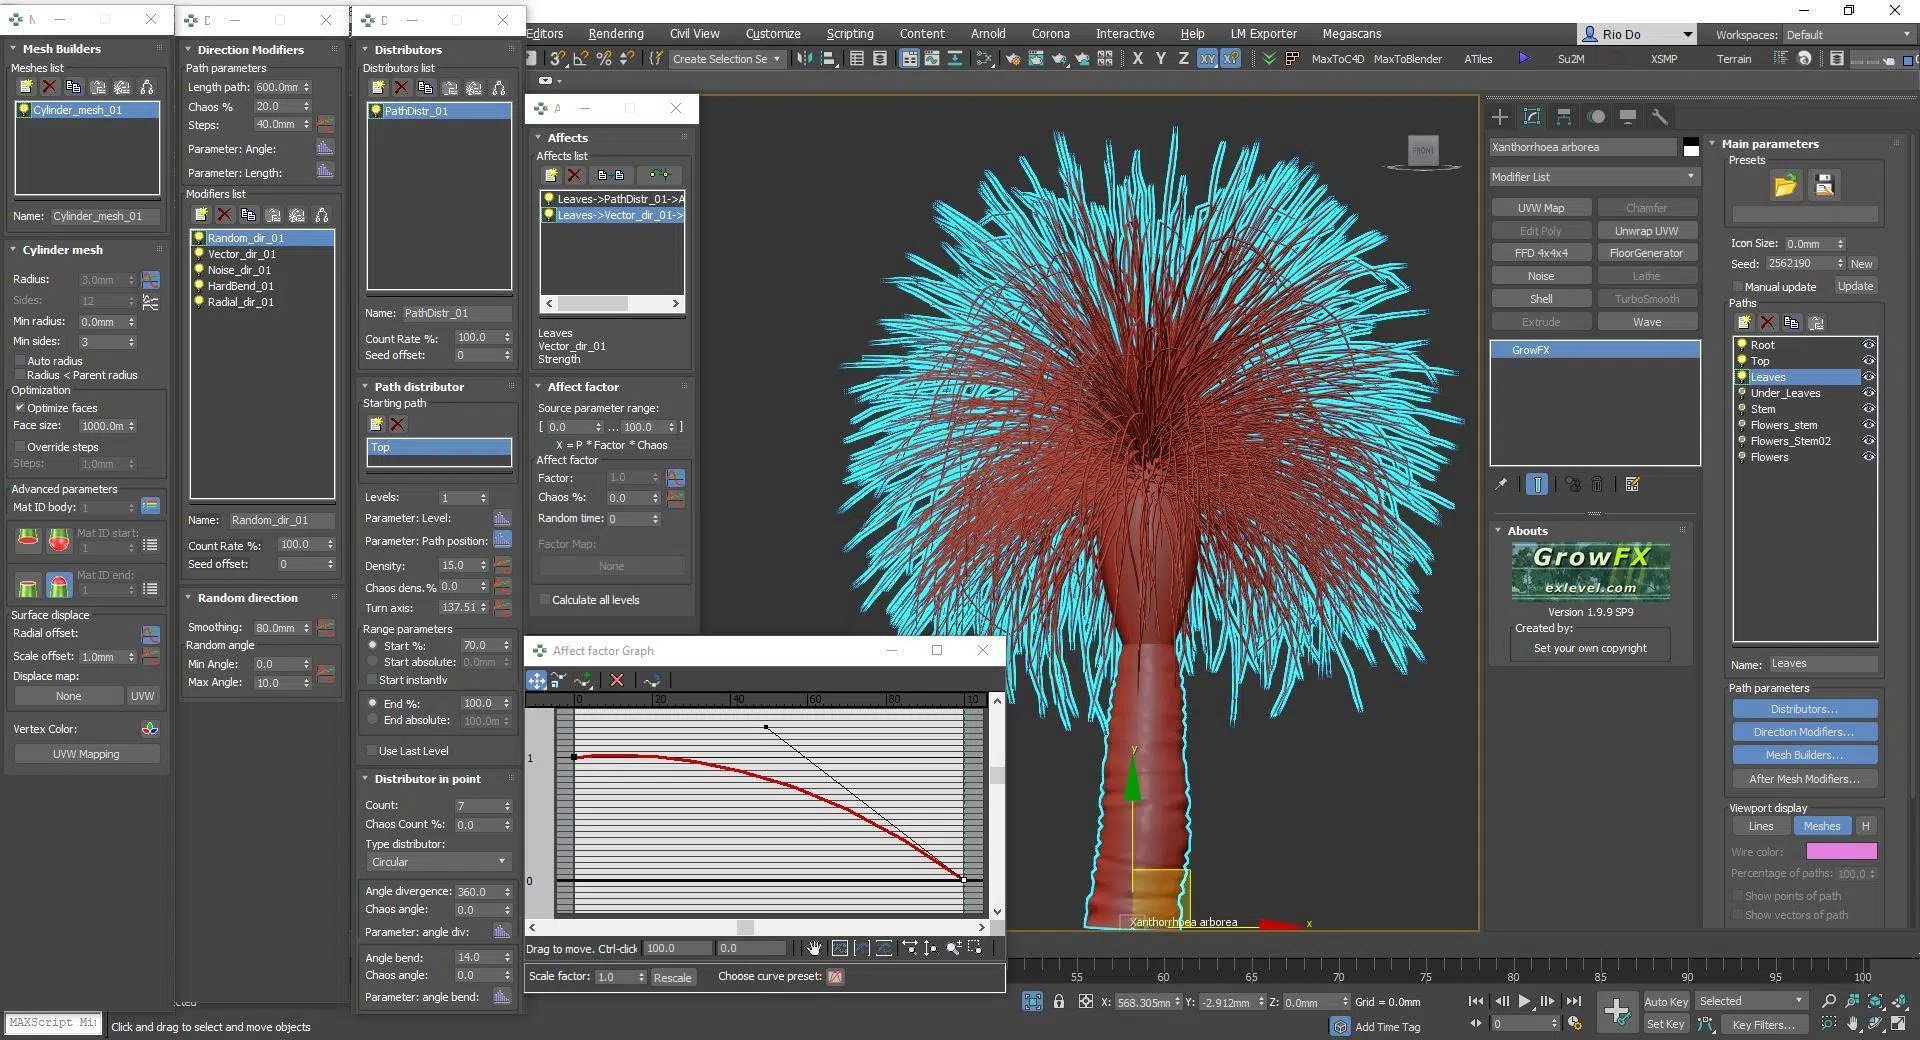 Editors Rendering Civil View Customize Scripting Content Arnold Corona Interactive Help LM Exporter Megascans
Rio Do
Workspaces: Default
Create Selection Se
X Y Z XY
MaxToC4D MaxToBlender ATiles Su2M XSMP Terrain
Mesh Builders
Meshes list
Cylinder_mesh_01
Name: Cylinder_mesh_01
Cylinder mesh
Radius: 3.0mm
Sides: 12
Min radius: 0.0mm
Min sides: 3
Auto radius
Radius < Parent radius
Optimization
Optimize faces
Face size: 1000.0m
Override steps
Steps: 1.0mm
Advanced parameters
Mat ID body: 1
Mat ID start:
1
Mat ID end:
1
Surface displace
Radial offset:
Scale offset: 1.0mm
Displace map:
None UVW
Vertex Color:
UVW Mapping
Direction Modifiers
Path parameters
Length path: 600.0mm
Chaos % 20.0
Steps: 40.0mm
Parameter: Angle:
Parameter: Length:
Modifiers list
Random_dir_01
Vector_dir_01
Noise_dir_01
HardBend_01
Radial_dir_01
Name: Random_dir_01
Count Rate %: 100.0
Seed offset: 0
Random direction
Smoothing: 80.0mm
Random angle
Min Angle: 0.0
Max Angle: 10.0
Distributors
Distributors list
PathDistr_01
Name: PathDistr_01
Count Rate %: 100.0
Seed offset: 0
Path distributor
Starting path
Top
Levels: 1
Parameter: Level:
Parameter: Path position:
Density: 15.0
Chaos dens. % 0.0
Turn axis: 137.51
Range parameters
Start %: 70.0
Start absolute: 0.0mm
Start instantly
End %: 100.0
End absolute: 100.0m
Use Last Level
Distributor in point
Count: 7
Chaos Count %: 0.0
Type distributor:
Circular
Angle divergence: 360.0
Chaos angle: 0.0
Parameter: angle div:
Angle bend: 14.0
Chaos angle: 0.0
Parameter: angle bend:
Affects
Affects list
Leaves->PathDistr_01->A
Leaves->Vector_dir_01->
Leaves
Vector_dir_01
Strength
Affect factor
Source parameter range:
[ 0.0 ... 100.0 ]
X = P * Factor * Chaos
Affect factor
Factor: 1.0
Chaos %: 0.0
Random time: 0
Factor Map:
None
Calculate all levels
Affect factor Graph
0 20 40 60 80 10
1
0
Drag to move. Ctrl-click 100.0 0.0
Scale factor: 1.0 Rescale Choose curve preset:
FRONT
y
Xanthorrhoea arborea
x
Xanthorrhoea arborea
Modifier List
UVW Map Chamfer
Edit Poly Unwrap UVW
FFD 4x4x4 FloorGenerator
Noise Lathe
Shell TurboSmooth
Extrude Wave
GrowFX
Abouts
GrowFX
exlevel.com
Version 1.9.9 SP9
Created by:
Set your own copyright
Main parameters
Presets
Icon Size: 0.0mm
Seed: 2562190 New
Manual update Update
Paths
Root
Top
Leaves
Under_Leaves
Stem
Flowers_stem
Flowers_Stem02
Flowers
Name: Leaves
Path parameters
Distributors...
Direction Modifiers...
Mesh Builders...
After Mesh Modifiers...
Viewport display
Lines Meshes H
Wire color:
Percentage of paths: 100.0
Show points of path
Show vectors of path
55 60 65 70 75 80 85 90 95 100
X: 568.305mm Y: -2.912mm Z: 0.0mm Grid = 0.0mm
Add Time Tag
0
Auto Key Selected
Set Key Key Filters...
MAXScript Mi
Click and drag to select and move objects